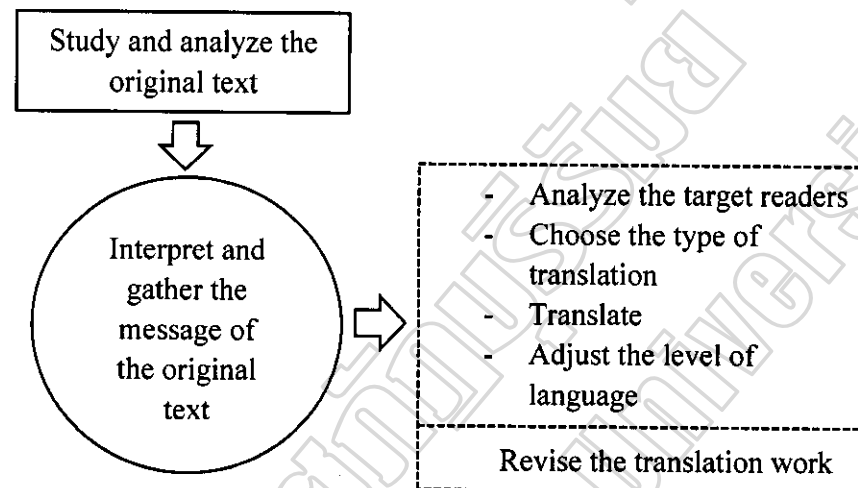 Study and analyze the
original text
Interpret and
gather the
message of
the original
text
- Analyze the target readers
- Choose the type of
translation
- Translate
- Adjust the level of
language
Revise the translation work